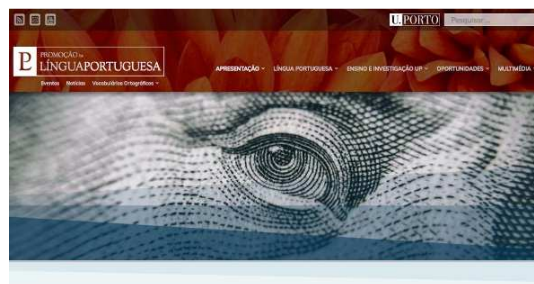 U. PORTO Pesquisar...
PROMOÇÃO DA
LÍNGUAPORTUGUESA
APRESENTAÇÃO LÍNGUA PORTUGUESA ENSINO E INVESTIGAÇÃO UP OPORTUNIDADES MULTIMÉDIA
Eventos Notícias Vocabulários Ortográficos